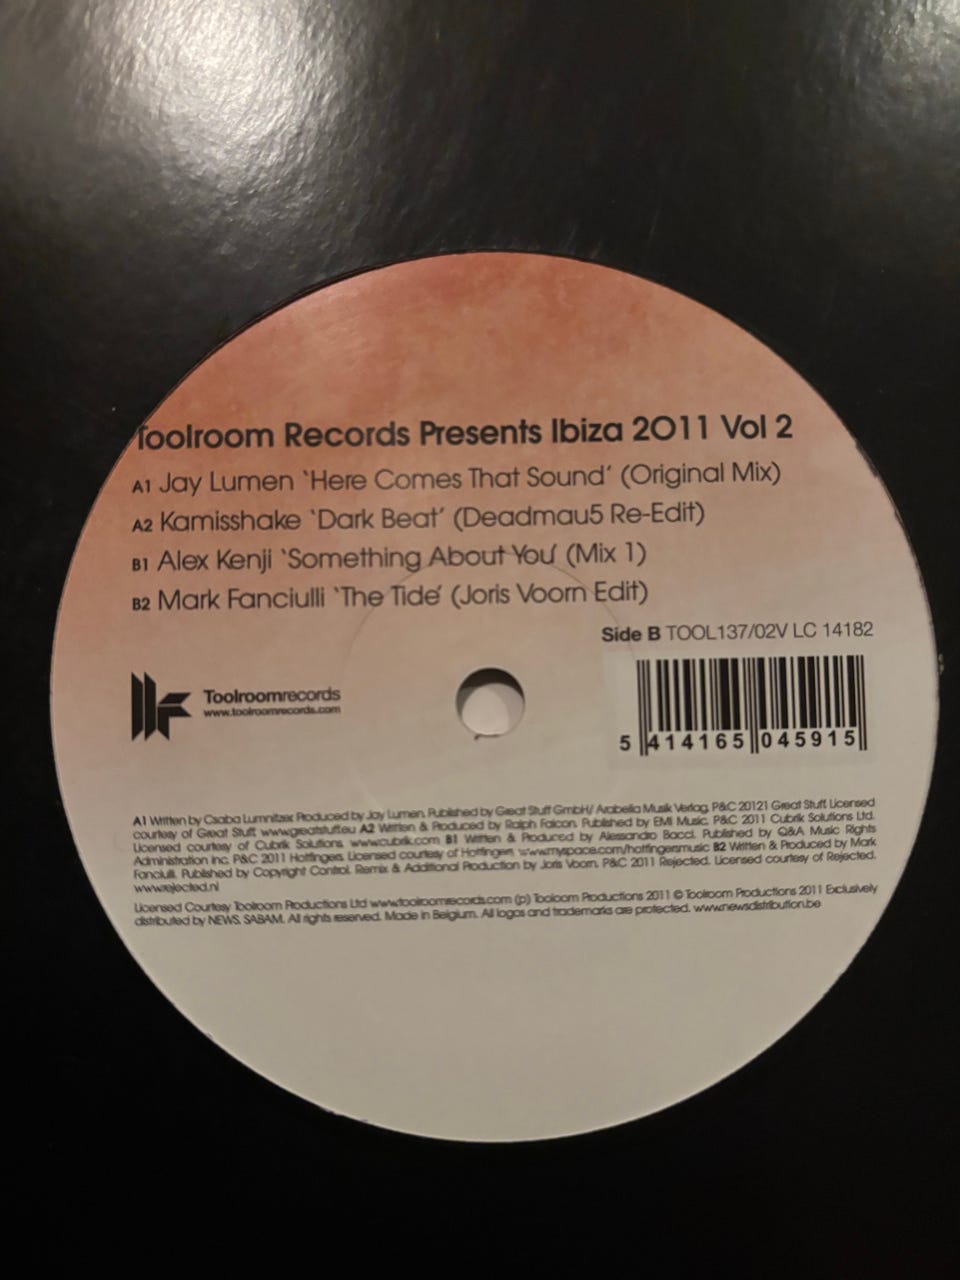 Toolroom Records Presents Ibiza 2011 Vol 2
A1 Jay Lumen 'Here Comes That Sound' (Original Mix)
A2 Kamisshake 'Dark Beat' (Deadmau5 Re-Edit)
B1 Alex Kenji 'Something About You' (Mix 1)
B2 Mark Fanciulli 'The Tide' (Joris Voorn Edit)
Side B TOOL137/02V LC 14182
Toolroomrecords
www.toolroomrecords.com
5 414165 045915
A1 Written by Csaba Lumnitzer. Produced by Jay Lumen. Published by Great Stuff GmbH/ Arabella Musik Verlag. P&C 20121 Great Stuff. Licensed
courtesy of Great Stuff. www.greatstuff.eu A2 Written & Produced by Ralph Falcon. Published by EMI Music. P&C 2011 Cubrik Solutions Ltd.
Licensed courtesy of Cubrik Solutions. www.cubrik.com B1 Written & Produced by Alessandro Bacci. Published by Q&A Music Rights
Administration Inc. P&C 2011 Hotfingers. Licensed courtesy of Hotfingers. www.myspace.com/hotfingersmusic B2 Written & Produced by Mark
Fanciulli. Published by Copyright Control. Remix & Additional Production by Joris Voorn. P&C 2011 Rejected. Licensed courtesy of Rejected.
www.rejected.nl
Licensed Courtesy Toolroom Productions Ltd www.toolroomrecords.com (p) Toolroom Productions 2011 © Toolroom Productions 2011 Exclusively
distributed by NEWS. SABAM. All rights reserved. Made in Belgium. All logos and trademarks are protected. www.newsdistribution.be